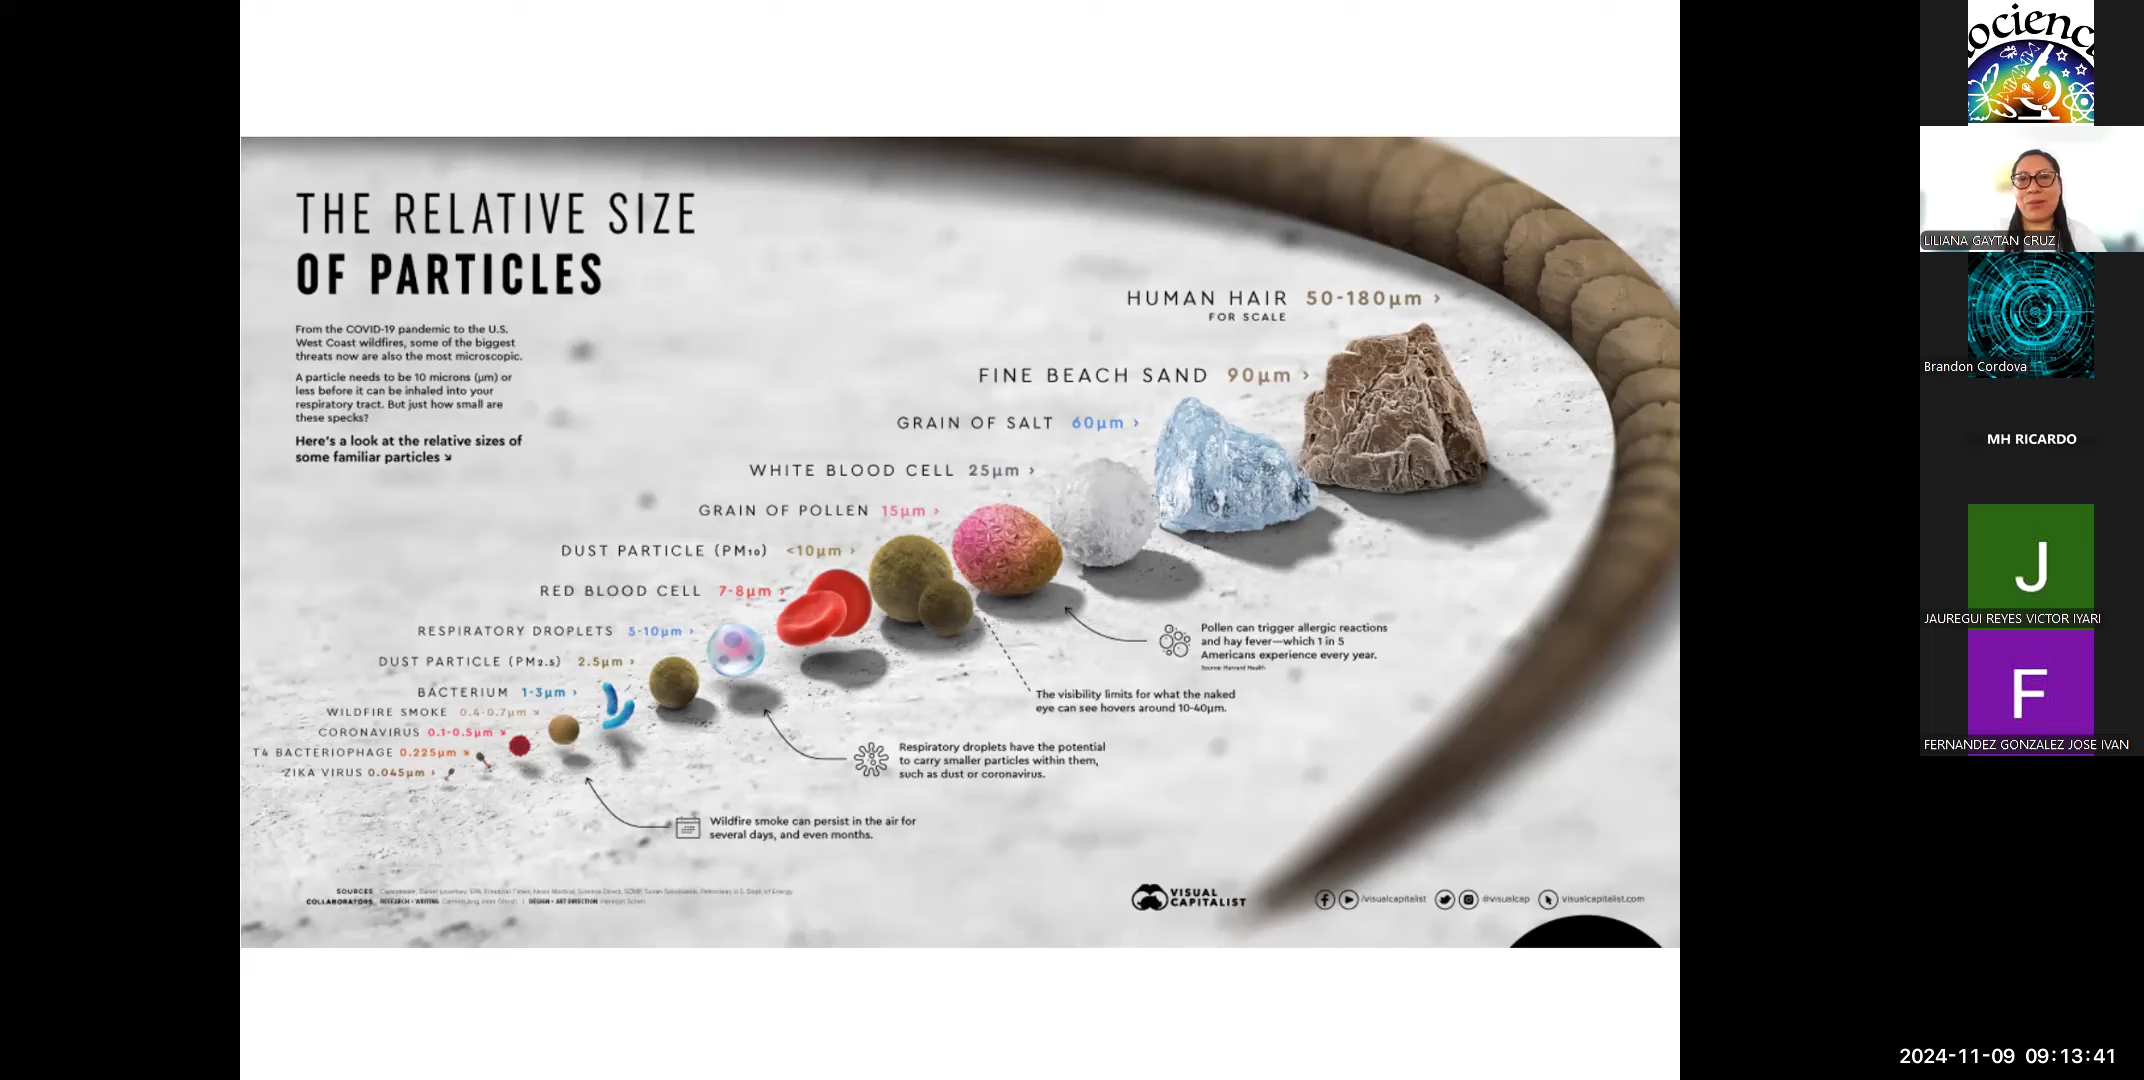 THE RELATIVE SIZE
OF PARTICLES
From the COVID-19 pandemic to the U.S.
West Coast wildfires, some of the biggest
threats now are also the most microscopic.
A particle needs to be 10 microns (µm) or
less before it can be inhaled into your
respiratory tract. But just how small are
these specks?
Here's a look at the relative sizes of
some familiar particles
HUMAN HAIR 50-180µm ›
FOR SCALE
FINE BEACH SAND 90µm ›
GRAIN OF SALT 60µm ›
WHITE BLOOD CELL 25µm ›
GRAIN OF POLLEN 15µm ›
DUST PARTICLE (PM₁₀) <10µm ›
RED BLOOD CELL 7-8µm ›
RESPIRATORY DROPLETS 5-10µm ›
DUST PARTICLE (PM₂.₅) 2.5µm ›
BACTERIUM 1-3µm ›
WILDFIRE SMOKE 0.4-0.7µm
CORONAVIRUS 0.1-0.5µm
T4 BACTERIOPHAGE 0.225µm
ZIKA VIRUS 0.045µm ›
Pollen can trigger allergic reactions
and hay fever—which 1 in 5
Americans experience every year.
Source: Harvard Health
The visibility limits for what the naked
eye can see hovers around 10-40µm.
Respiratory droplets have the potential
to carry smaller particles within them,
such as dust or coronavirus.
Wildfire smoke can persist in the air for
several days, and even months.
SOURCES
COLLABORATORS RESEARCH + WRITING | DESIGN + ART DIRECTION
VISUAL
CAPITALIST
/visualcapitalist @visualcap visualcapitalist.com
ocienc
LILIANA GAYTAN CRUZ
Brandon Cordova
MH RICARDO
J
JAUREGUI REYES VICTOR IYARI
F
FERNANDEZ GONZALEZ JOSE IVAN
2024-11-09 09:13:41